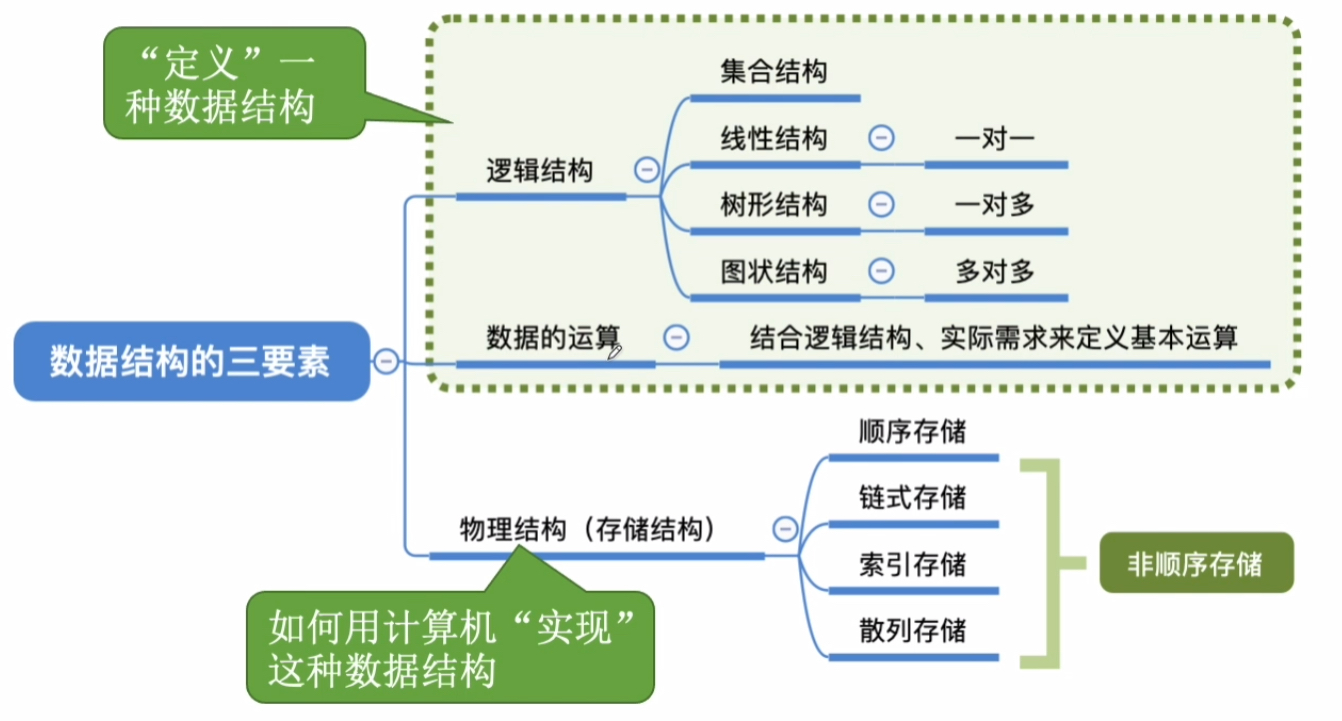 “定义”一
种数据结构
集合结构
线性结构
一对一
逻辑结构
树形结构
一对多
图状结构
多对多
数据的运算
结合逻辑结构、实际需求来定义基本运算
数据结构的三要素
顺序存储
链式存储
物理结构（存储结构）
索引存储
非顺序存储
散列存储
如何用计算机“实现”
这种数据结构